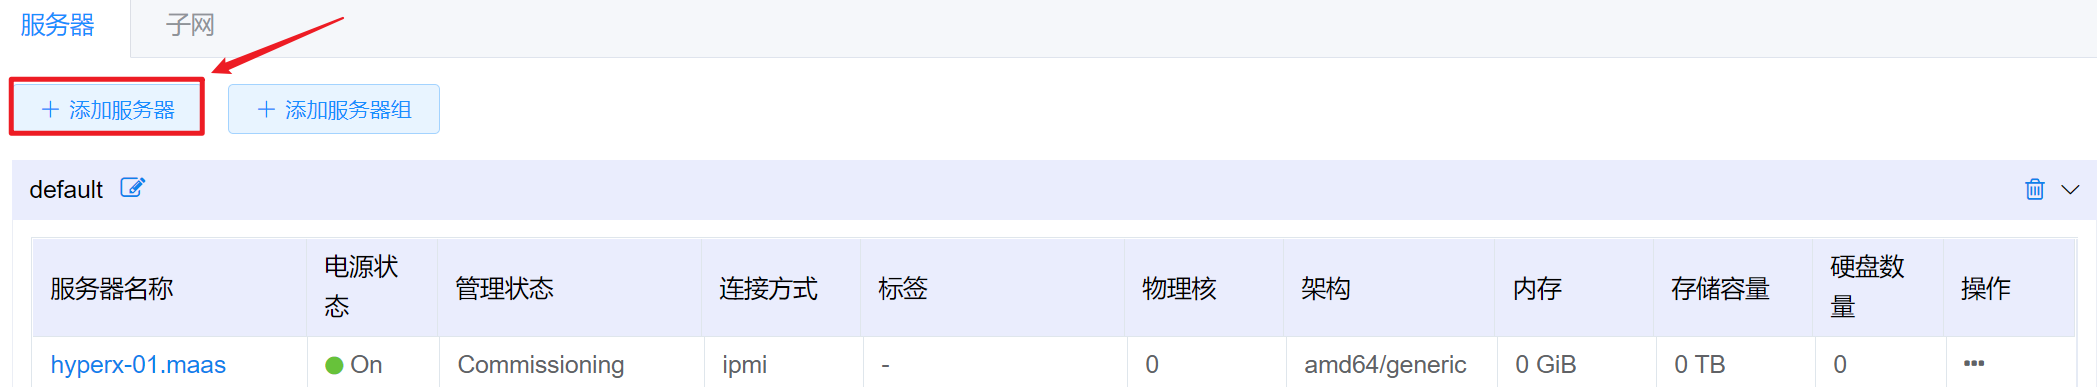 服务器 子网
+ 添加服务器 + 添加服务器组
default
服务器名称 电源状态 管理状态 连接方式 标签 物理核 架构 内存 存储容量 硬盘数量 操作
hyperx-01.maas On Commissioning ipmi - 0 amd64/generic 0 GiB 0 TB 0 •••